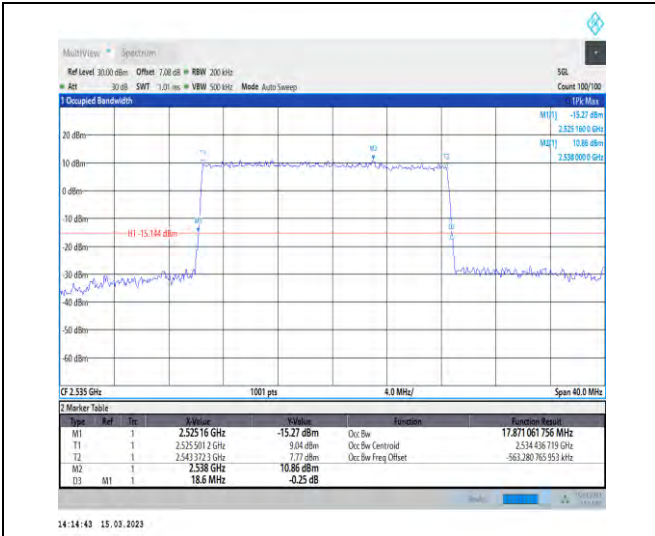 MultiView Spectrum
Ref Level 30.00 dBm Offset 7.08 dB RBW 200 kHz SGL
Att 30 dB SWT 1.01 ms VBW 500 kHz Mode Auto Sweep Count 100/100
1 Occupied Bandwidth 1Pk Max
M1[1] -15.27 dBm
2.525 160 0 GHz
M2[1] 10.86 dBm
2.538 000 0 GHz
20 dBm
M2
10 dBm
0 dBm
-10 dBm
H1 -15.144 dBm
-20 dBm
-30 dBm
-40 dBm
-50 dBm
-60 dBm
CF 2.535 GHz 1001 pts 4.0 MHz/ Span 40.0 MHz
2 Marker Table
Type Ref Trc X-Value Y-Value Function Function Result
M1 1 2.52516 GHz -15.27 dBm Occ Bw 17.871 061 756 MHz
T1 1 2.525 501 2 GHz 9.04 dBm Occ Bw Centroid 2.534 436 719 GHz
T2 1 2.543 372 3 GHz 7.77 dBm Occ Bw Freq Offset -563.280 765 953 kHz
M2 1 2.538 GHz 10.86 dBm
D3 M1 1 18.6 MHz -0.25 dB
14:14:43 15.03.2023